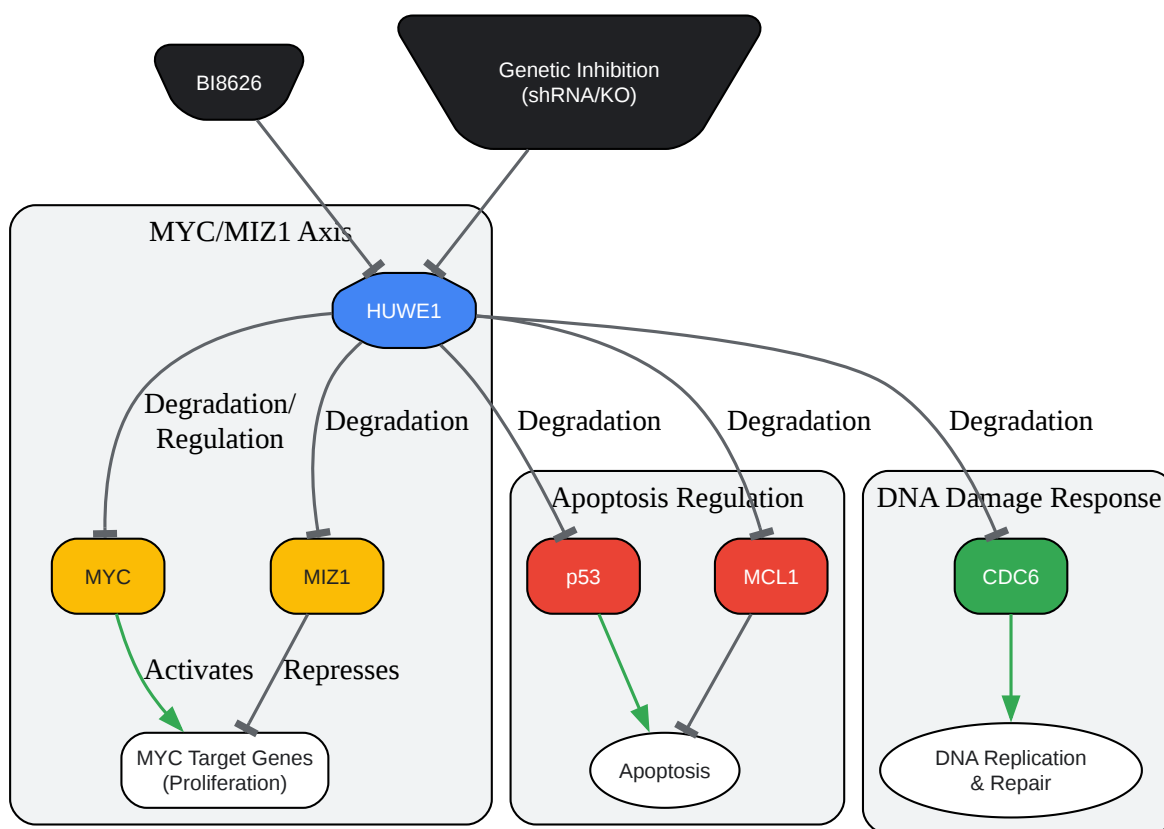 BI8626
Genetic Inhibition
(shRNA/KO)
MYC/MIZ1 Axis
HUWE1
Degradation/
Regulation
Degradation
Degradation
Degradation
Degradation
Apoptosis Regulation
DNA Damage Response
MYC
MIZ1
p53
MCL1
CDC6
Activates
Represses
MYC Target Genes
(Proliferation)
Apoptosis
DNA Replication
& Repair